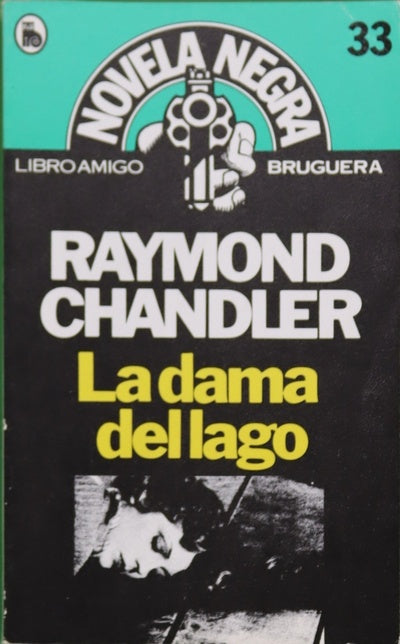 33
NOVELA NEGRA
LIBRO AMIGO
BRUGUERA
RAYMOND
CHANDLER
La dama
del lago